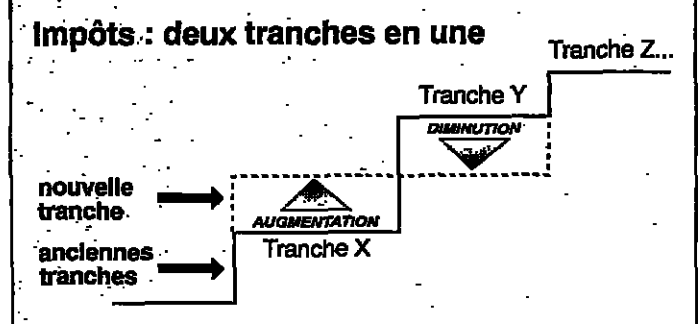 Impôts : deux tranches en une
Tranche Z...
Tranche Y
DIMINUTION
nouvelle
tranche
AUGMENTATION
Tranche X
anciennes
tranches